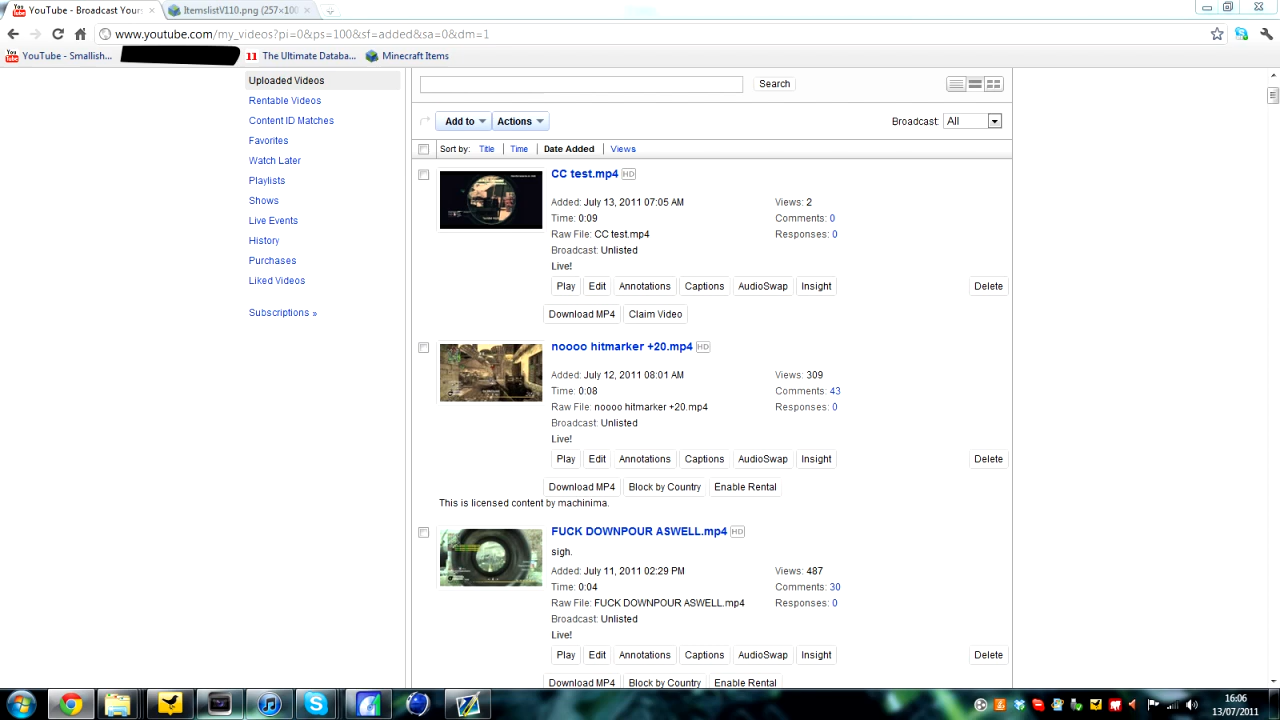 YouTube - Broadcast Yours
ItemslistV110.png (257×100
www.youtube.com/my_videos?pi=0&ps=100&sf=added&sa=0&dm=1
YouTube - Smallish...
11 The Ultimate Databa...
Minecraft Items
Uploaded Videos
Rentable Videos
Content ID Matches
Favorites
Watch Later
Playlists
Shows
Live Events
History
Purchases
Liked Videos
Subscriptions »
Search
Add to
Actions
Broadcast: All
Sort by: Title | Time | Date Added | Views
CC test.mp4 HD
Added: July 13, 2011 07:05 AM Views: 2
Time: 0:09 Comments: 0
Raw File: CC test.mp4 Responses: 0
Broadcast: Unlisted
Live!
Play Edit Annotations Captions AudioSwap Insight Delete
Download MP4 Claim Video
noooo hitmarker +20.mp4 HD
Added: July 12, 2011 08:01 AM Views: 309
Time: 0:08 Comments: 43
Raw File: noooo hitmarker +20.mp4 Responses: 0
Broadcast: Unlisted
Live!
Play Edit Annotations Captions AudioSwap Insight Delete
Download MP4 Block by Country Enable Rental
This is licensed content by machinima.
FUCK DOWNPOUR ASWELL.mp4 HD
sigh.
Added: July 11, 2011 02:29 PM Views: 487
Time: 0:04 Comments: 30
Raw File: FUCK DOWNPOUR ASWELL.mp4 Responses: 0
Broadcast: Unlisted
Live!
Play Edit Annotations Captions AudioSwap Insight Delete
Download MP4 Block by Country Enable Rental
16:06
13/07/2011